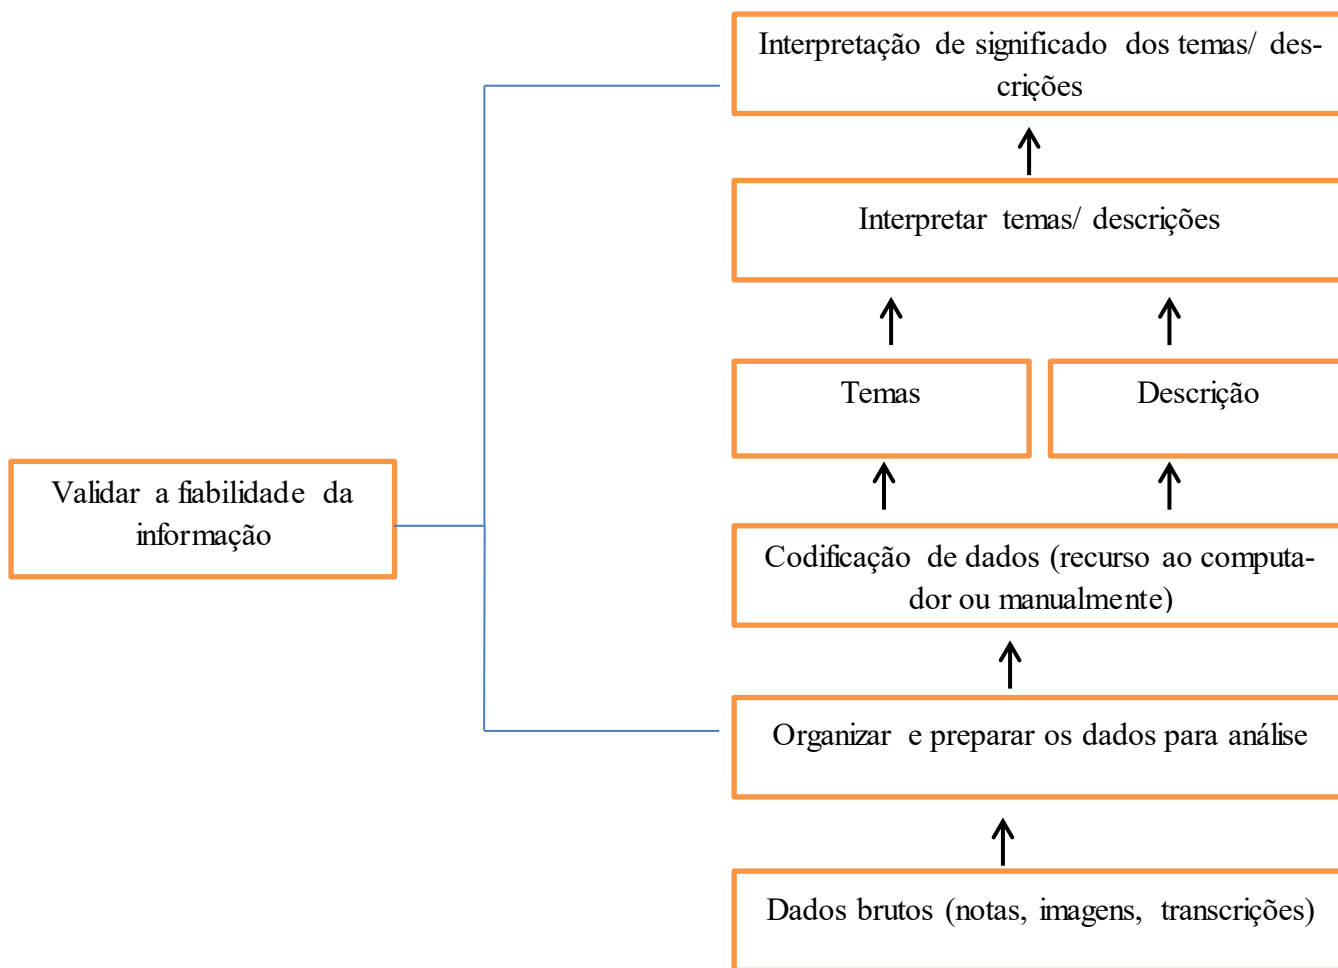 Interpretação de significado dos temas/ des-
crições
Interpretar temas/ descrições
Temas
Descrição
Validar a fiabilidade da
informação
Codificação de dados (recurso ao computa-
dor ou manualmente)
Organizar e preparar os dados para análise
Dados brutos (notas, imagens, transcrições)